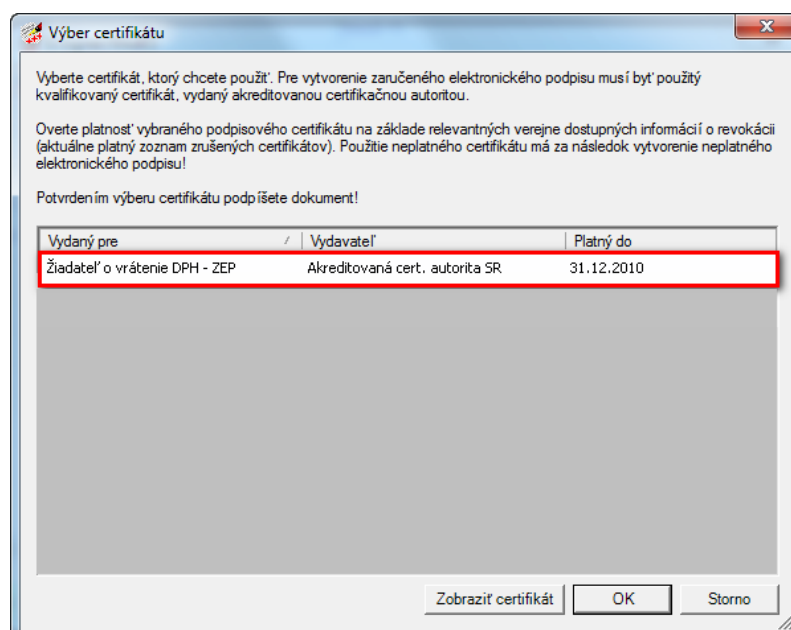 Výber certifikátu
Vyberte certifikát, ktorý chcete použiť. Pre vytvorenie zaručeného elektronického podpisu musí byť použitý
kvalifikovaný certifikát, vydaný akreditovanou certifikačnou autoritou.
Overte platnosť vybraného podpisového certifikátu na základe relevantných verejne dostupných informácií o revokácii
(aktuálne platný zoznam zrušených certifikátov). Použitie neplatného certifikátu má za následok vytvorenie neplatného
elektronického podpisu!
Potvrdením výberu certifikátu podpíšete dokument!
Vydaný pre / Vydavateľ Platný do
Žiadateľ o vrátenie DPH - ZEP Akreditovaná cert. autorita SR 31.12.2010
Zobraziť certifikát OK Storno